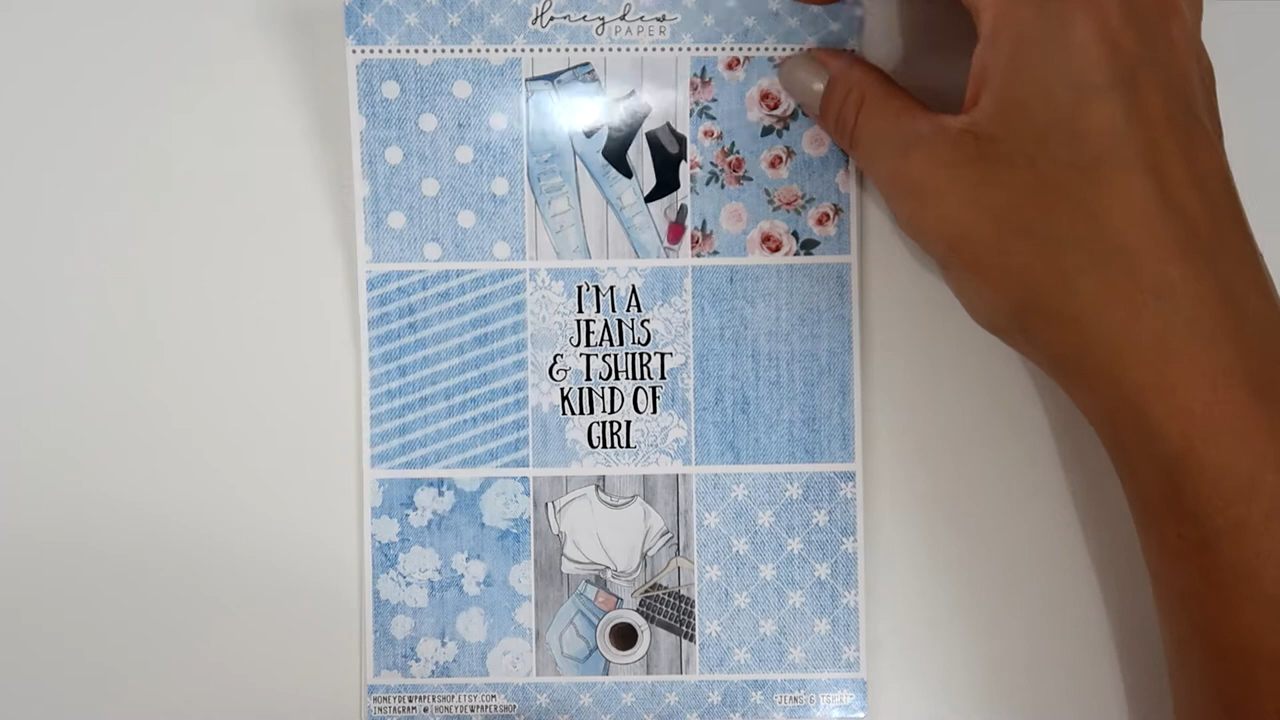 Honeydew
PAPER
I'M A
JEANS
& TSHIRT
KIND OF
GIRL
HONEYDEWPAPERSHOP.ETSY.COM
INSTAGRAM @ HONEYDEWPAPERSHOP
"JEANS & TSHIRT"